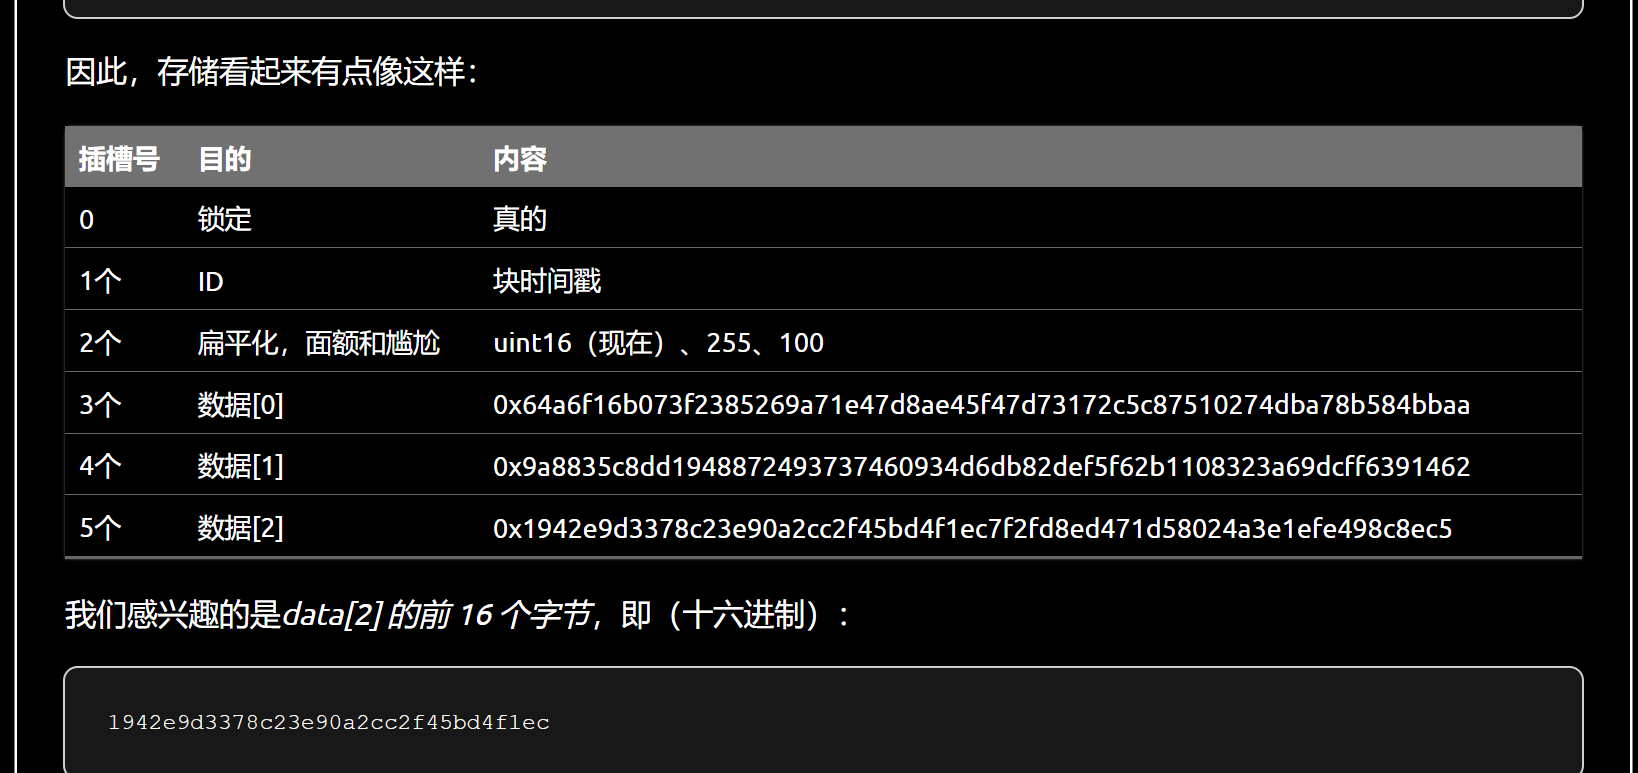 因此，存储看起来有点像这样：
插槽号 目的 内容
0 锁定 真的
1个 ID 块时间戳
2个 扁平化，面额和尴尬 uint16（现在）、255、100
3个 数据[0] 0x64a6f16b073f2385269a71e47d8ae45f47d73172c5c87510274dba78b584bbaa
4个 数据[1] 0x9a8835c8dd1948872493737460934d6db82def5f62b1108323a69dcff6391462
5个 数据[2] 0x1942e9d3378c23e90a2cc2f45bd4f1ec7f2fd8ed471d58024a3e1efe498c8ec5
我们感兴趣的是data[2] 的前 16 个字节，即（十六进制）：
1942e9d3378c23e90a2cc2f45bd4f1ec